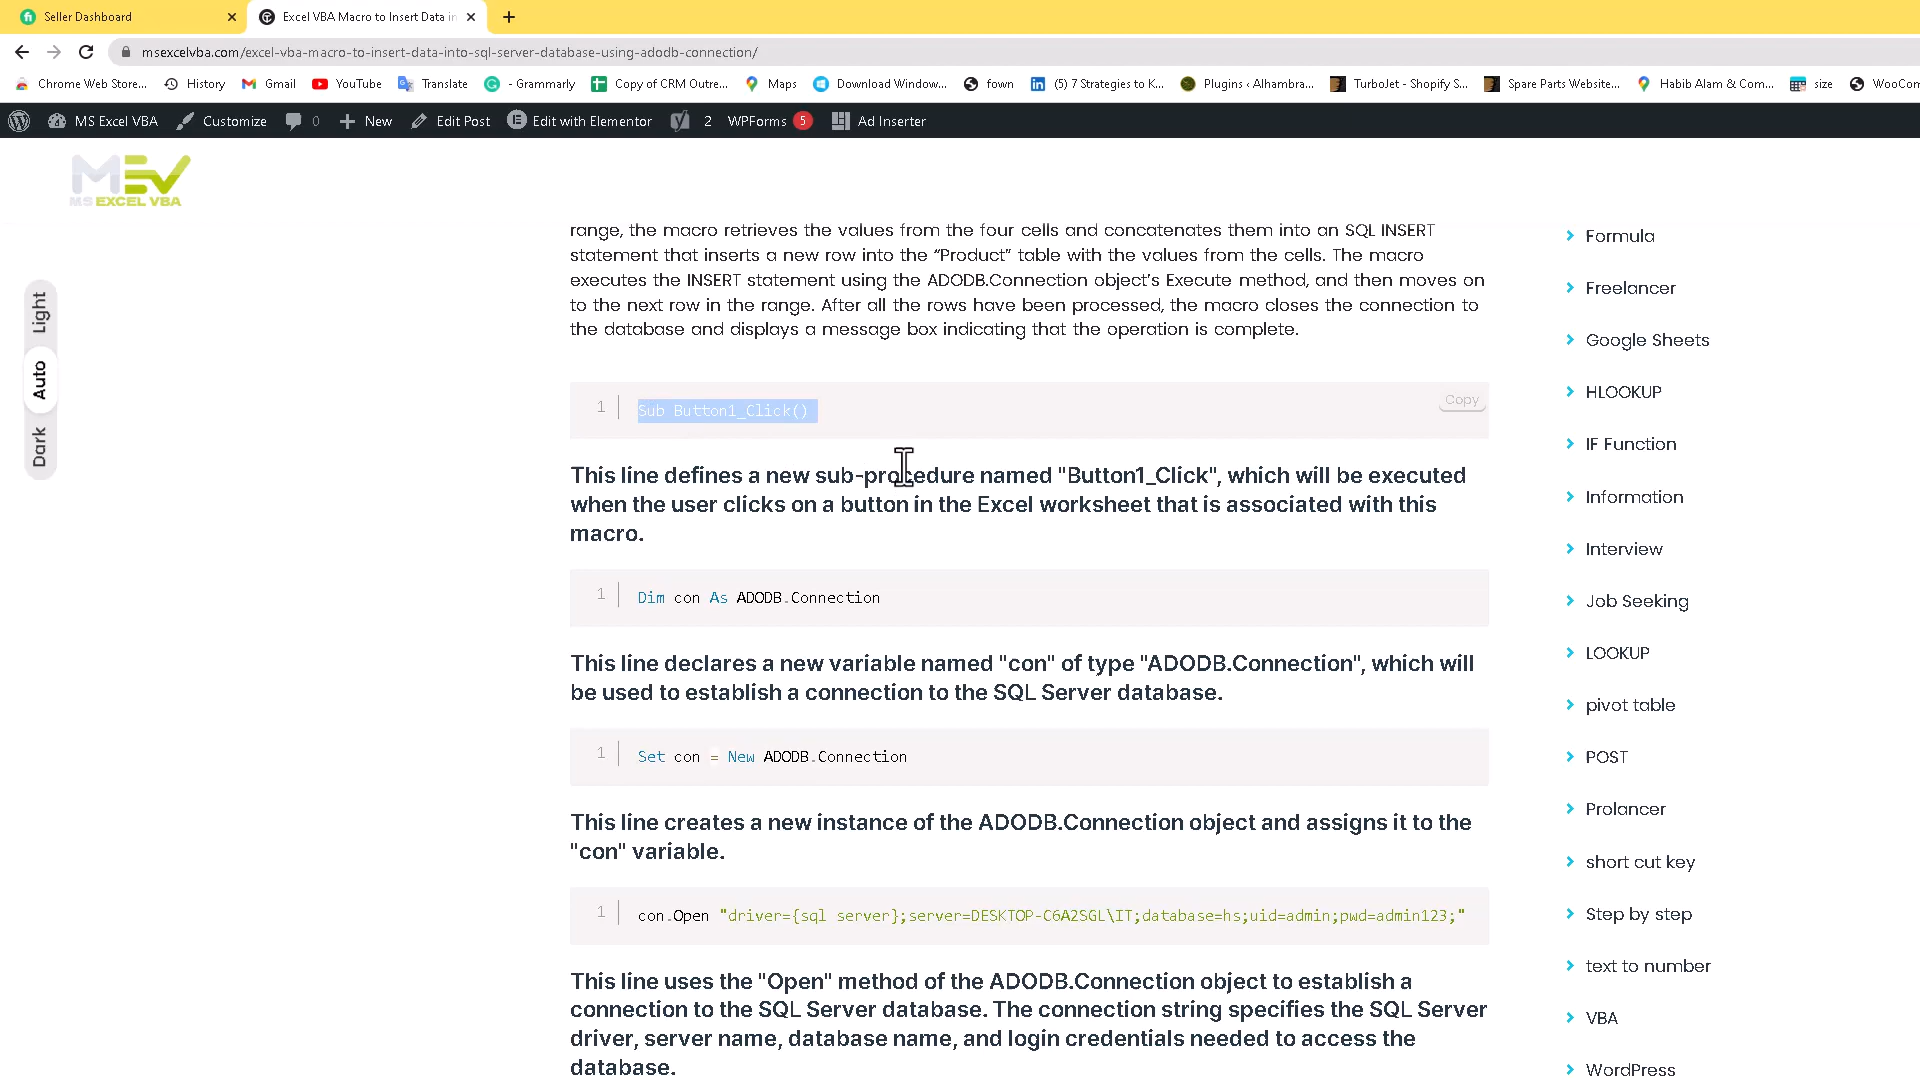 Seller Dashboard
Excel VBA Macro to Insert Data in
msexcelvba.com/excel-vba-macro-to-insert-data-into-sql-server-database-using-adodb-connection/
Chrome Web Store... History Gmail YouTube Translate - Grammarly Copy of CRM Outre... Maps Download Window... fown (5) 7 Strategies to K... Plugins ‹ Alhambra... TurboJet - Shopify S... Spare Parts Website... Habib Alam & Com... size WooCom
MS Excel VBA Customize 0 New Edit Post Edit with Elementor 2 WPForms 5 Ad Inserter
MEV
MS EXCEL VBA
Light
Auto
Dark
range, the macro retrieves the values from the four cells and concatenates them into an SQL INSERT
statement that inserts a new row into the “Product” table with the values from the cells. The macro
executes the INSERT statement using the ADODB.Connection object’s Execute method, and then moves on
to the next row in the range. After all the rows have been processed, the macro closes the connection to
the database and displays a message box indicating that the operation is complete.
1 Sub Button1_Click()
Copy
This line defines a new sub-procedure named "Button1_Click", which will be executed
when the user clicks on a button in the Excel worksheet that is associated with this
macro.
1 Dim con As ADODB.Connection
This line declares a new variable named "con" of type "ADODB.Connection", which will
be used to establish a connection to the SQL Server database.
1 Set con = New ADODB.Connection
This line creates a new instance of the ADODB.Connection object and assigns it to the
"con" variable.
1 con.Open "driver={sql server};server=DESKTOP-C6A2SGL\IT;database=hs;uid=admin;pwd=admin123;"
This line uses the "Open" method of the ADODB.Connection object to establish a
connection to the SQL Server database. The connection string specifies the SQL Server
driver, server name, database name, and login credentials needed to access the
database.
Formula
Freelancer
Google Sheets
HLOOKUP
IF Function
Information
Interview
Job Seeking
LOOKUP
pivot table
POST
Prolancer
short cut key
Step by step
text to number
VBA
WordPress